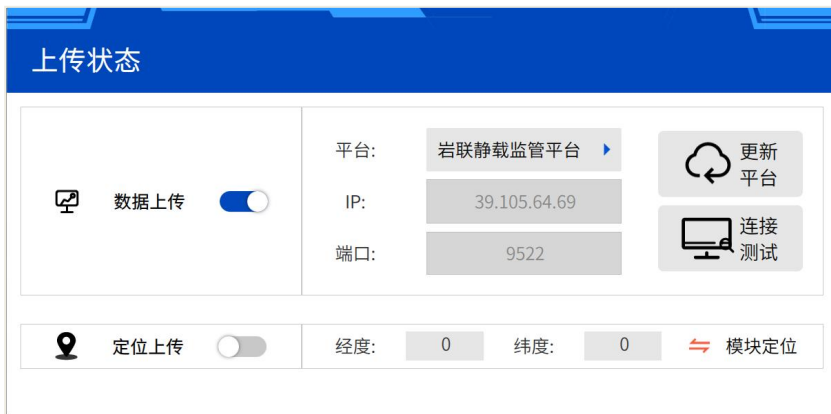 上传状态
数据上传
平台: 岩联静载监管平台
IP: 39.105.64.69
端口: 9522
更新
平台
连接
测试
定位上传 经度: 0 纬度: 0 模块定位